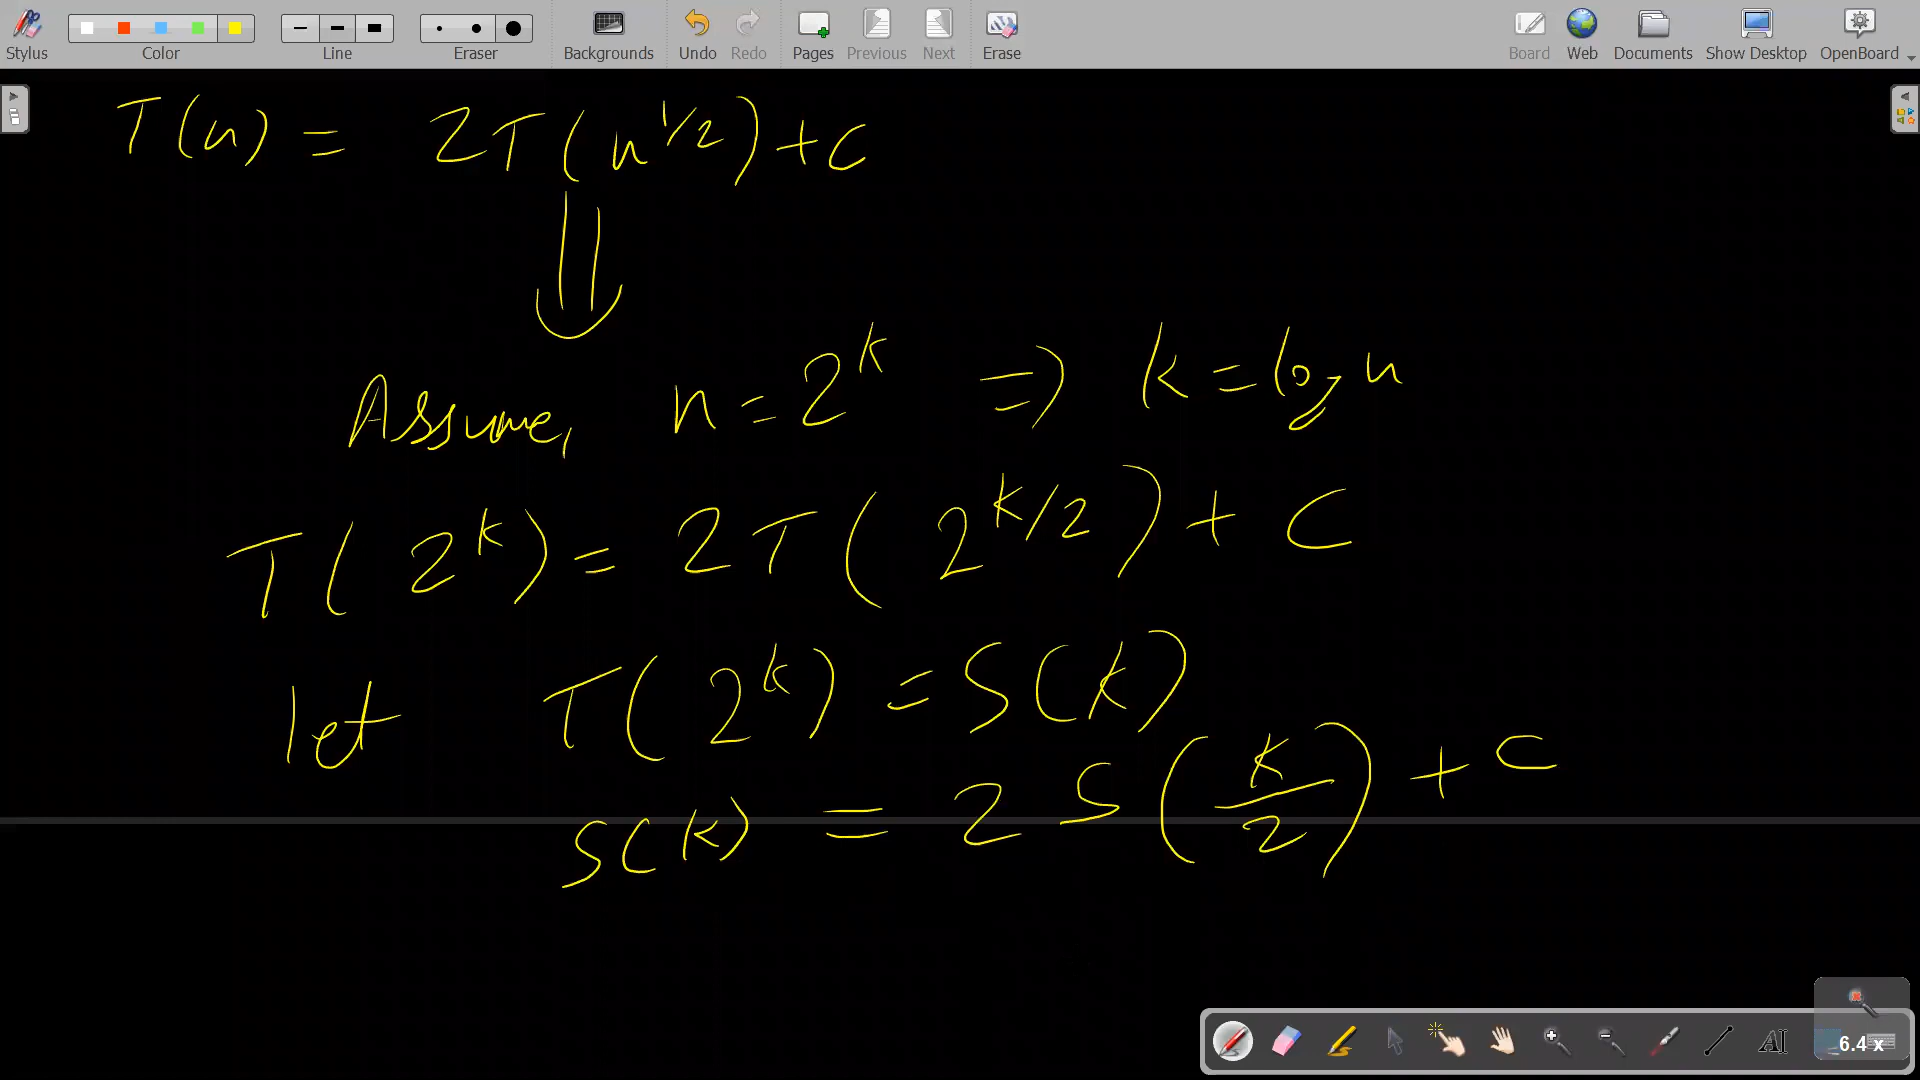 Stylus Color Line Eraser Backgrounds Undo Redo Pages Previous Next Erase Board Web Documents Show Desktop OpenBoard
T(n) = 2T(n^1/2) + C
Assume, n = 2^k ⇒ k = log n
T(2^k) = 2T(2^k/2) + C
let T(2^k) = S(k)
S(k) = 2S(k/2) + C
6.4 x